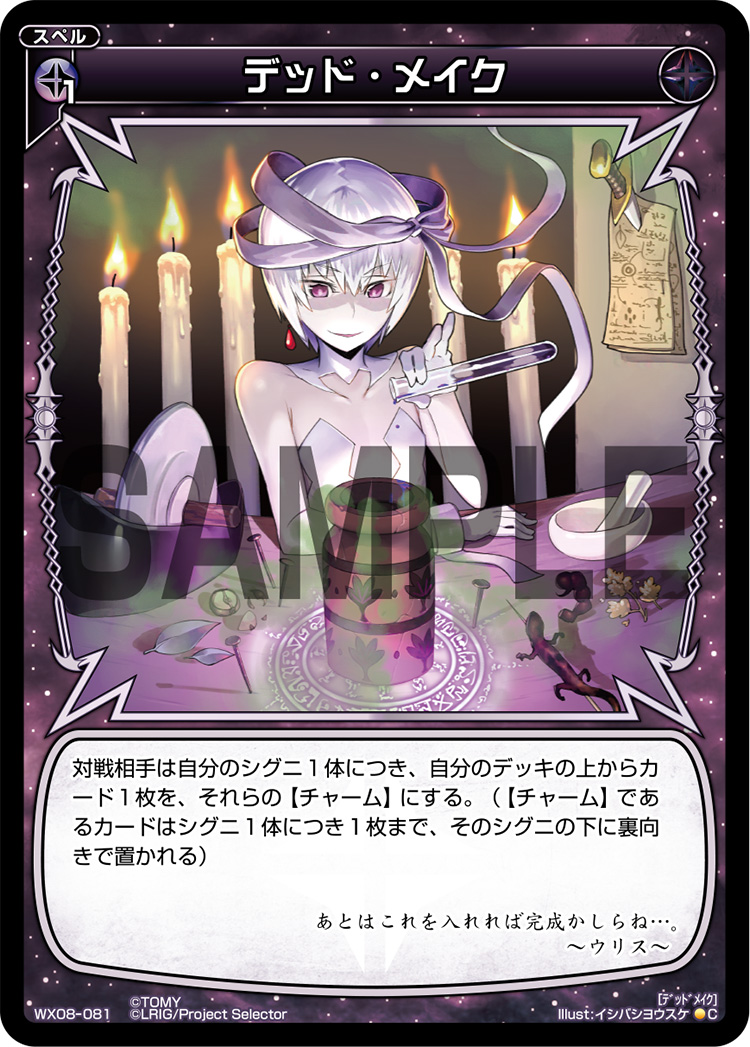 スペル
デッド・メイク
1
SAMPLE
対戦相手は自分のシグニ1体につき、自分のデッキの上からカ
ード1枚を、それらの【チャーム】にする。（【チャーム】であ
るカードはシグニ1体につき1枚まで、そのシグニの下に裏向
きで置かれる）
あとはこれを入れれば完成かしらね…。
～ウリス～
WX08-081
©TOMY
©LRIG/Project Selector
[ﾃﾞｯﾄﾞﾒｲｸ]
Illust:イシバシヨウスケ C